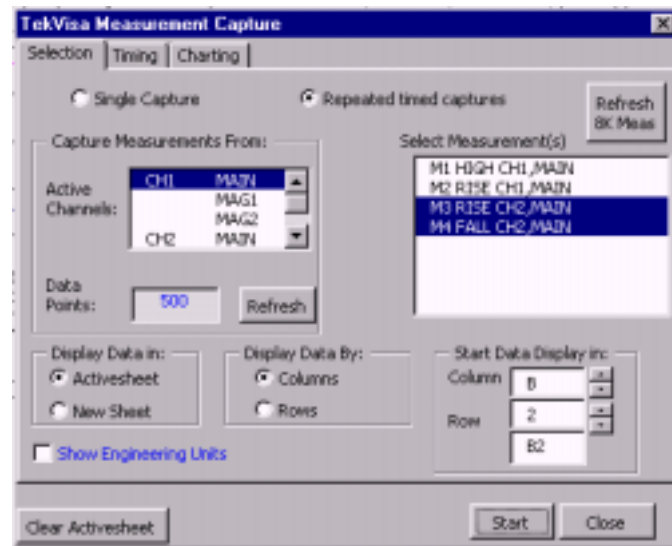 TekVisa Measurement Capture
Selection Timing Charting
Single Capture
Repeated timed captures
Refresh
8K Meas
Capture Measurements From:
Active
Channels:
CH1 MAIN
MAG1
MAG2
CH2 MAIN
Data
Points:
500
Refresh
Select Measurement(s)
M1 HIGH CH1,MAIN
M2 RISE CH1,MAIN
M3 RISE CH2,MAIN
M4 FALL CH2,MAIN
Display Data in:
Activesheet
New Sheet
Display Data By:
Columns
Rows
Start Data Display in:
Column B
Row 2
B2
Show Engineering Units
Clear Activesheet
Start
Close